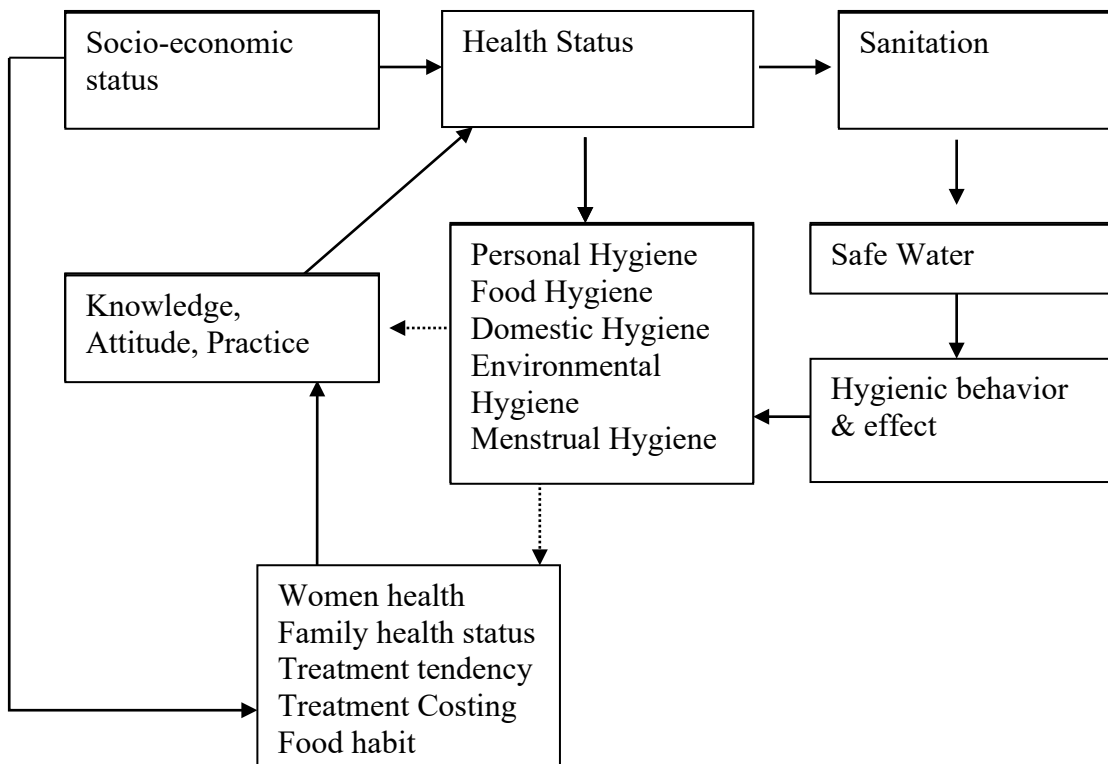 Socio-economic
status
Health Status
Sanitation
Knowledge,
Attitude, Practice
Personal Hygiene
Food Hygiene
Domestic Hygiene
Environmental
Hygiene
Menstrual Hygiene
Safe Water
Hygienic behavior
& effect
Women health
Family health status
Treatment tendency
Treatment Costing
Food habit